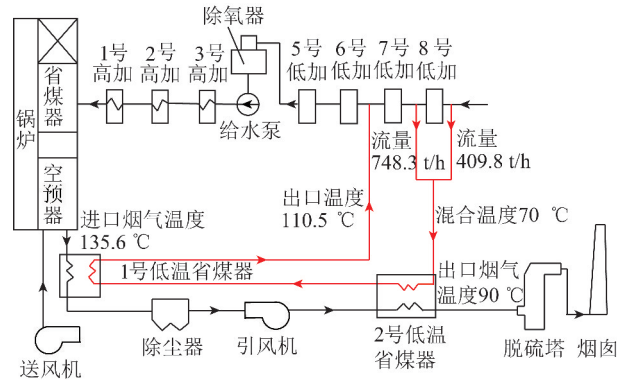 除氧器
1号
高加
2号
高加
3号
高加
5号
低加
6号
低加
7号
低加
8号
低加
省煤器
锅炉
空预器
给水泵
流量
748.3 t/h
流量
409.8 t/h
出口温度
110.5 ℃
混合温度70 ℃
进口烟气温度
135.6 ℃
1号低温省煤器
出口烟气
温度90 ℃
2号低温
省煤器
送风机
除尘器
引风机
脱硫塔
烟囱